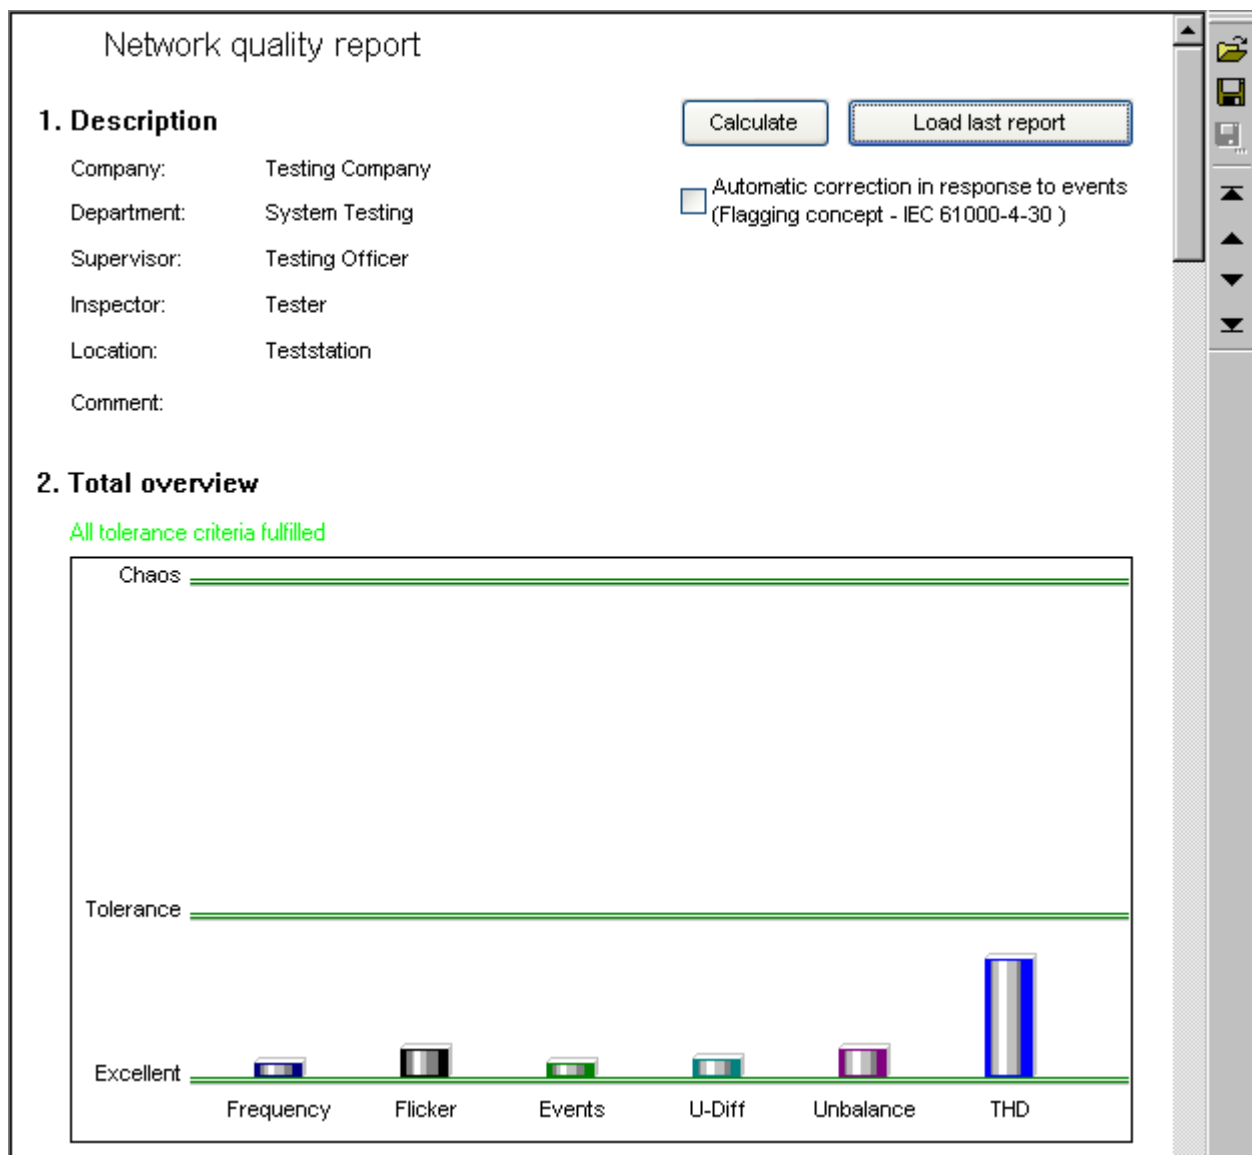 Network quality report
1. Description
Calculate
Load last report
Company: Testing Company
Automatic correction in response to events
(Flagging concept - IEC 61000-4-30 )
Department: System Testing
Supervisor: Testing Officer
Inspector: Tester
Location: Teststation
Comment:
2. Total overview
All tolerance criteria fulfilled
Chaos
Tolerance
Excellent
Frequency Flicker Events U-Diff Unbalance THD